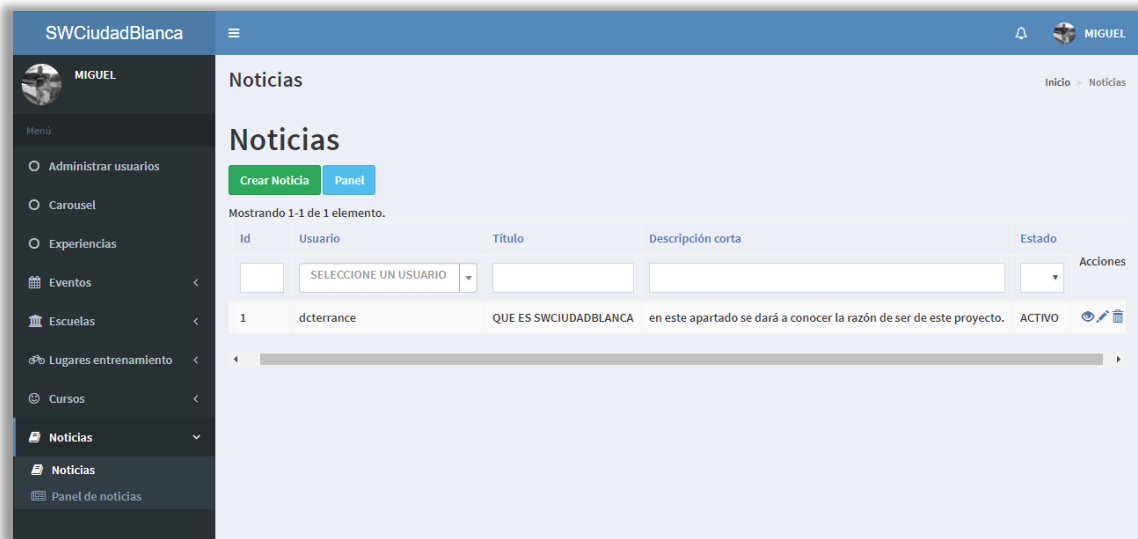 SWCiudadBlanca
MIGUEL
MIGUEL
Menú
Administrar usuarios
Carousel
Experiencias
Eventos
Escuelas
Lugares entrenamiento
Cursos
Noticias
Noticias
Panel de noticias
Noticias
Inicio > Noticias
Noticias
Crear Noticia Panel
Mostrando 1-1 de 1 elemento.
Id Usuario Título Descripción corta Estado Acciones
SELECCIONE UN USUARIO
1 dcterrance QUE ES SWCIUDADBLANCA en este apartado se dará a conocer la razón de ser de este proyecto. ACTIVO